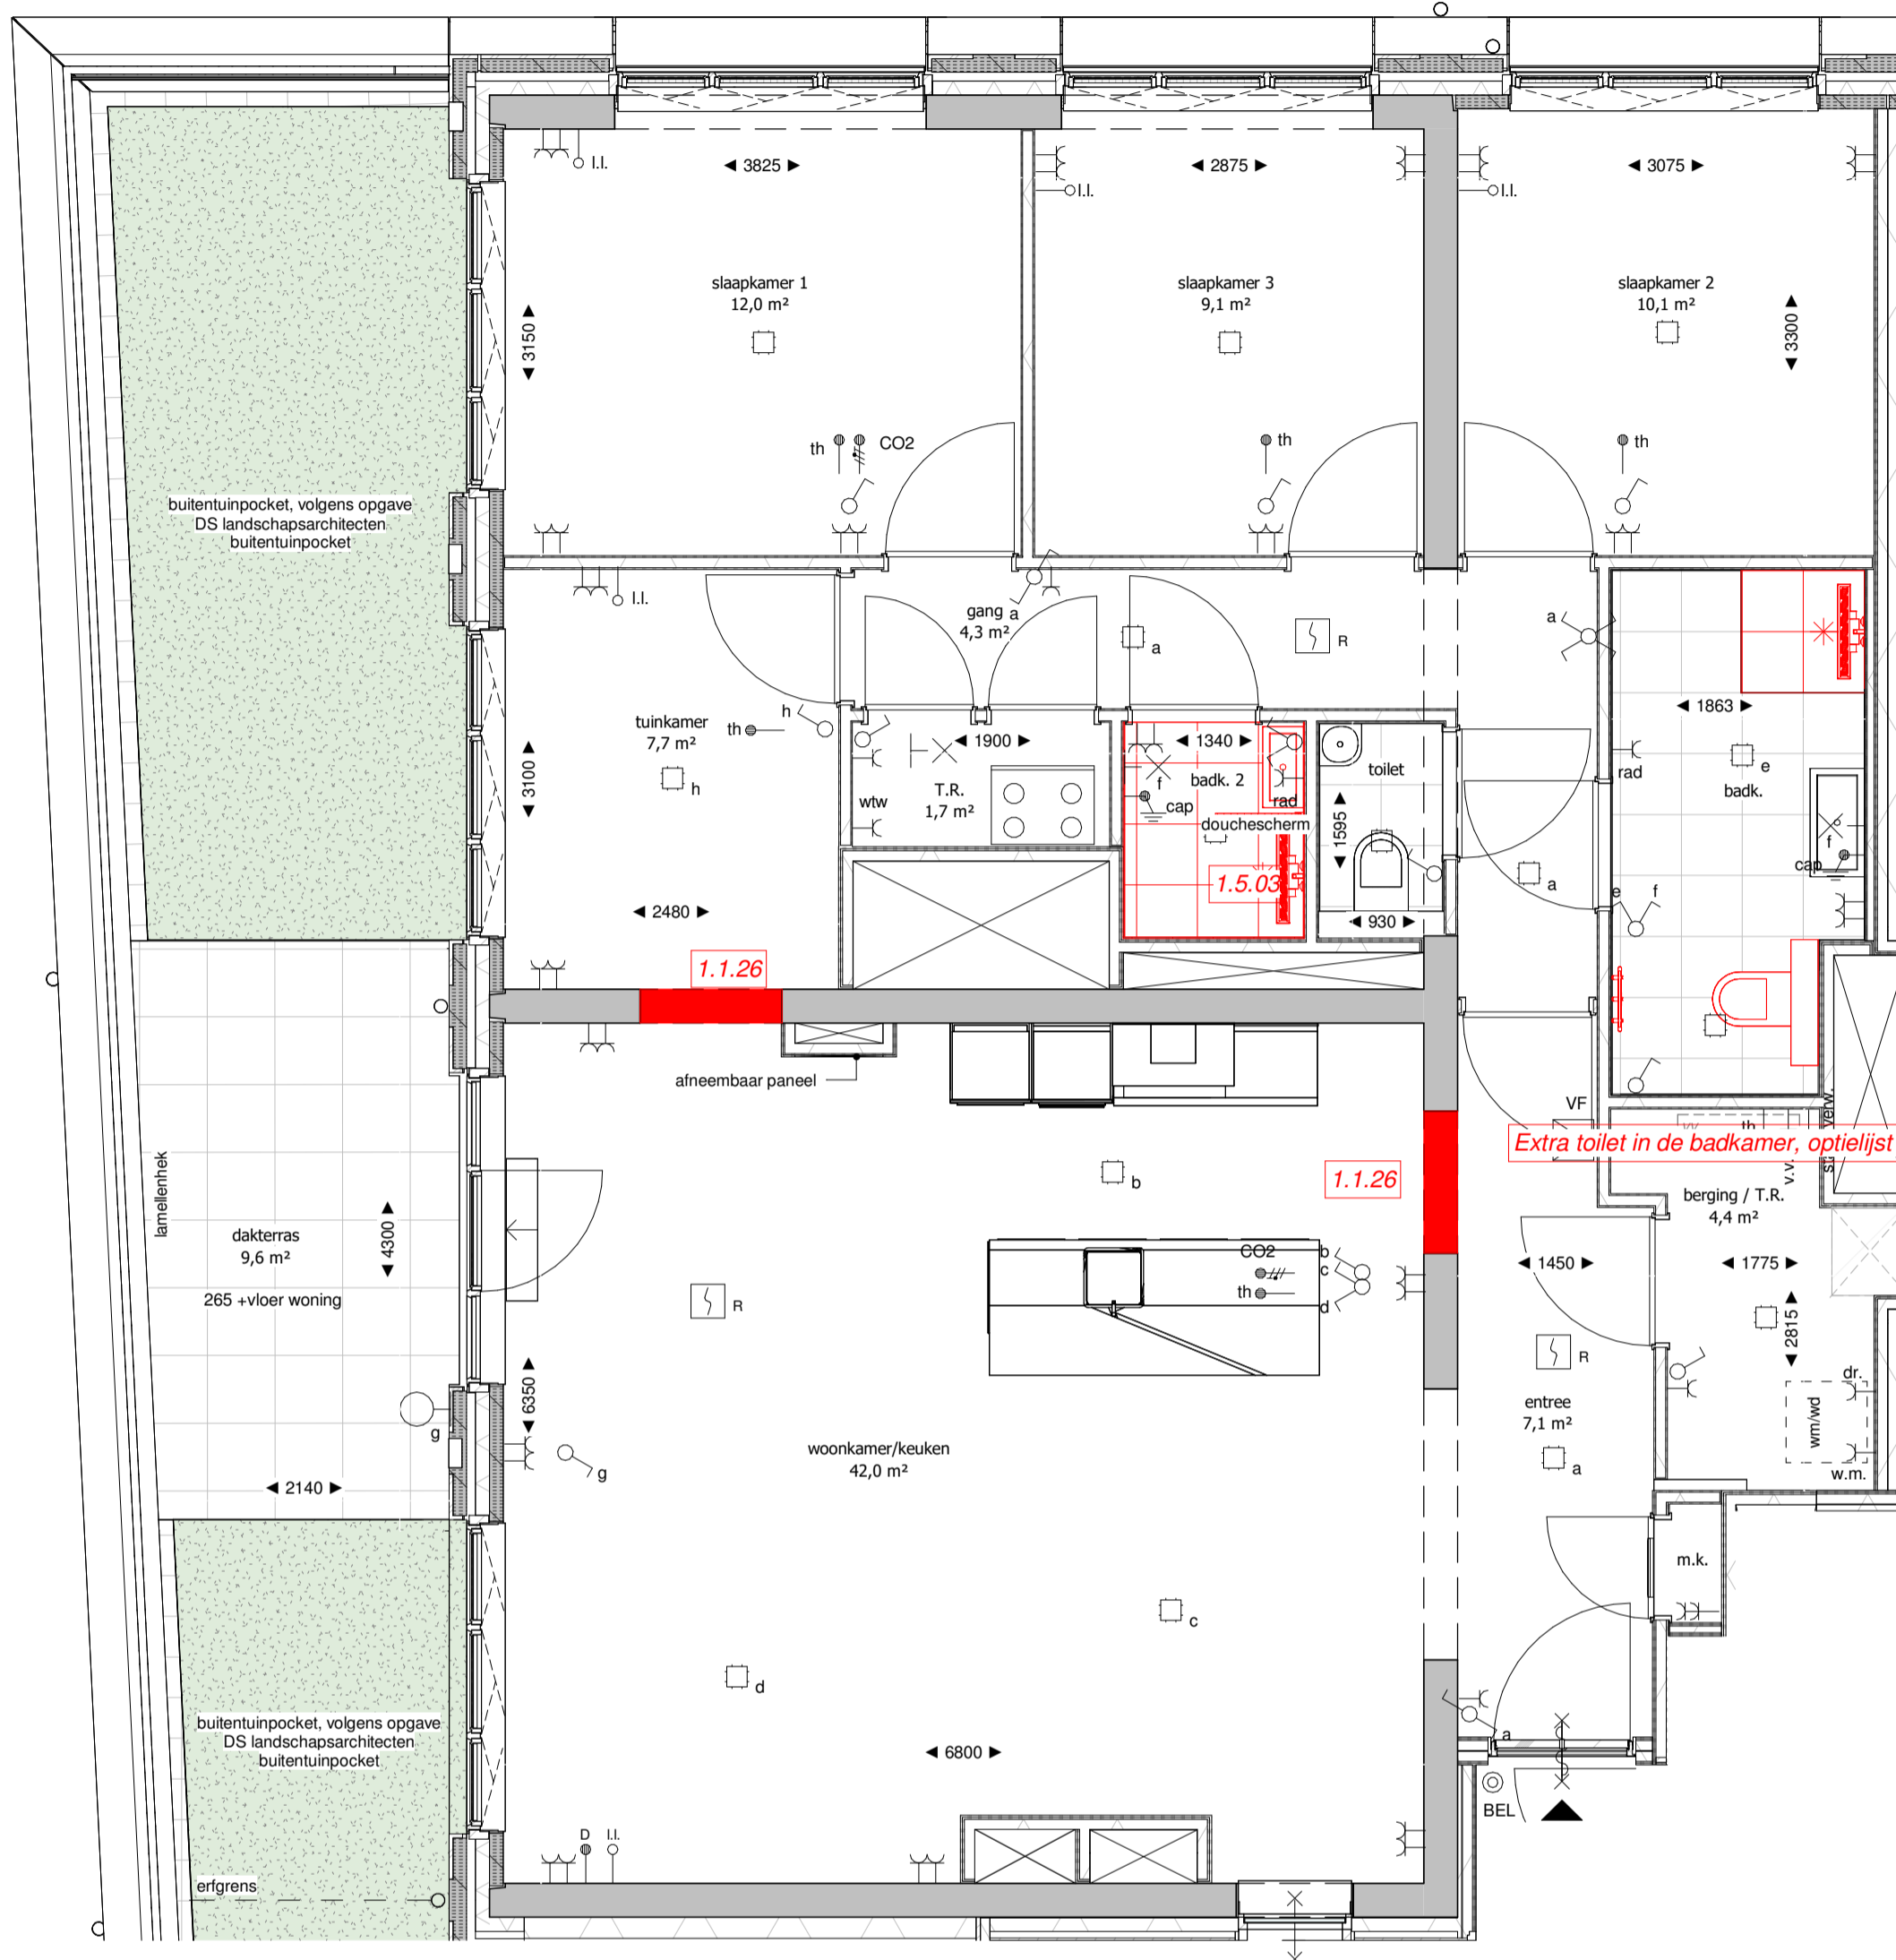 l.l.
◄ 3825 ►
◄ 2875 ►
l.l.
◄ 3075 ►
l.l.
slaapkamer 1
12,0 m²
slaapkamer 3
9,1 m²
slaapkamer 2
10,1 m²
◄ 3150 ►
◄ 3300 ►
th
CO2
th
th
buitentuinpocket, volgens opgave
DS landschapsarchitecten
buitentuinpocket
l.l.
gang
4,3 m²
a
a
R
a
tuinkamer
7,7 m²
h
th
h
◄ 3100 ►
◄ 1900 ►
T.R.
1,7 m²
wtw
◄ 1340 ►
badk. 2
f
cap
rad
douchescherm
1.5.03
toilet
◄ 1595 ►
◄ 930 ►
◄ 1863 ►
rad
e
badk.
f
cap
a
e
f
◄ 2480 ►
1.1.26
afneembaar paneel
VF
th
Extra toilet in de badkamer, optielijst
v.v.
berging / T.R.
4,4 m²
lamellenhek
dakterras
9,6 m²
265 +vloer woning
◄ 4300 ►
b
1.1.26
CO2
th
b
c
d
R
◄ 1450 ►
◄ 1775 ►
◄ 2815 ►
R
dr.
wm/wd
w.m.
entree
7,1 m²
a
◄ 6350 ►
g
g
woonkamer/keuken
42,0 m²
◄ 2140 ►
m.k.
c
d
a
buitentuinpocket, volgens opgave
DS landschapsarchitecten
buitentuinpocket
◄ 6800 ►
BEL
D
l.l.
erfgrens